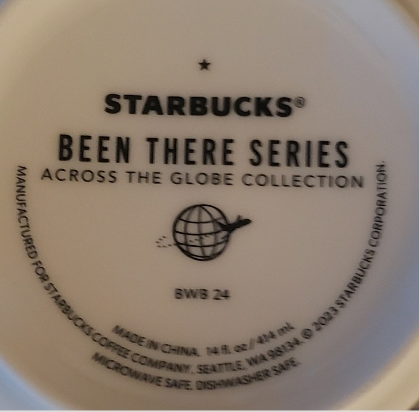 STARBUCKS®
BEEN THERE SERIES
ACROSS THE GLOBE COLLECTION
BWB 24
MADE IN CHINA. 14 fl. oz / 414 mL
MANUFACTURED FOR STARBUCKS COFFEE COMPANY, SEATTLE, WA 98134. © 2023 STARBUCKS CORPORATION.
MICROWAVE SAFE. DISHWASHER SAFE.